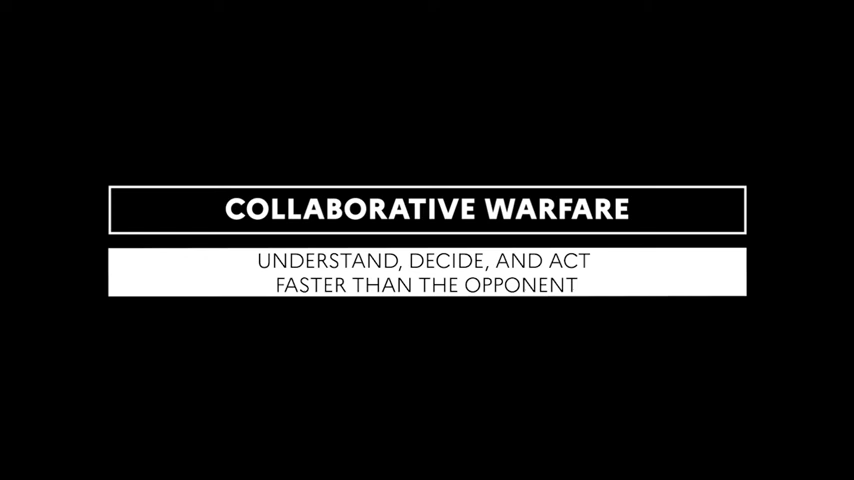 COLLABORATIVE WARFARE
UNDERSTAND, DECIDE, AND ACT
FASTER THAN THE OPPONENT